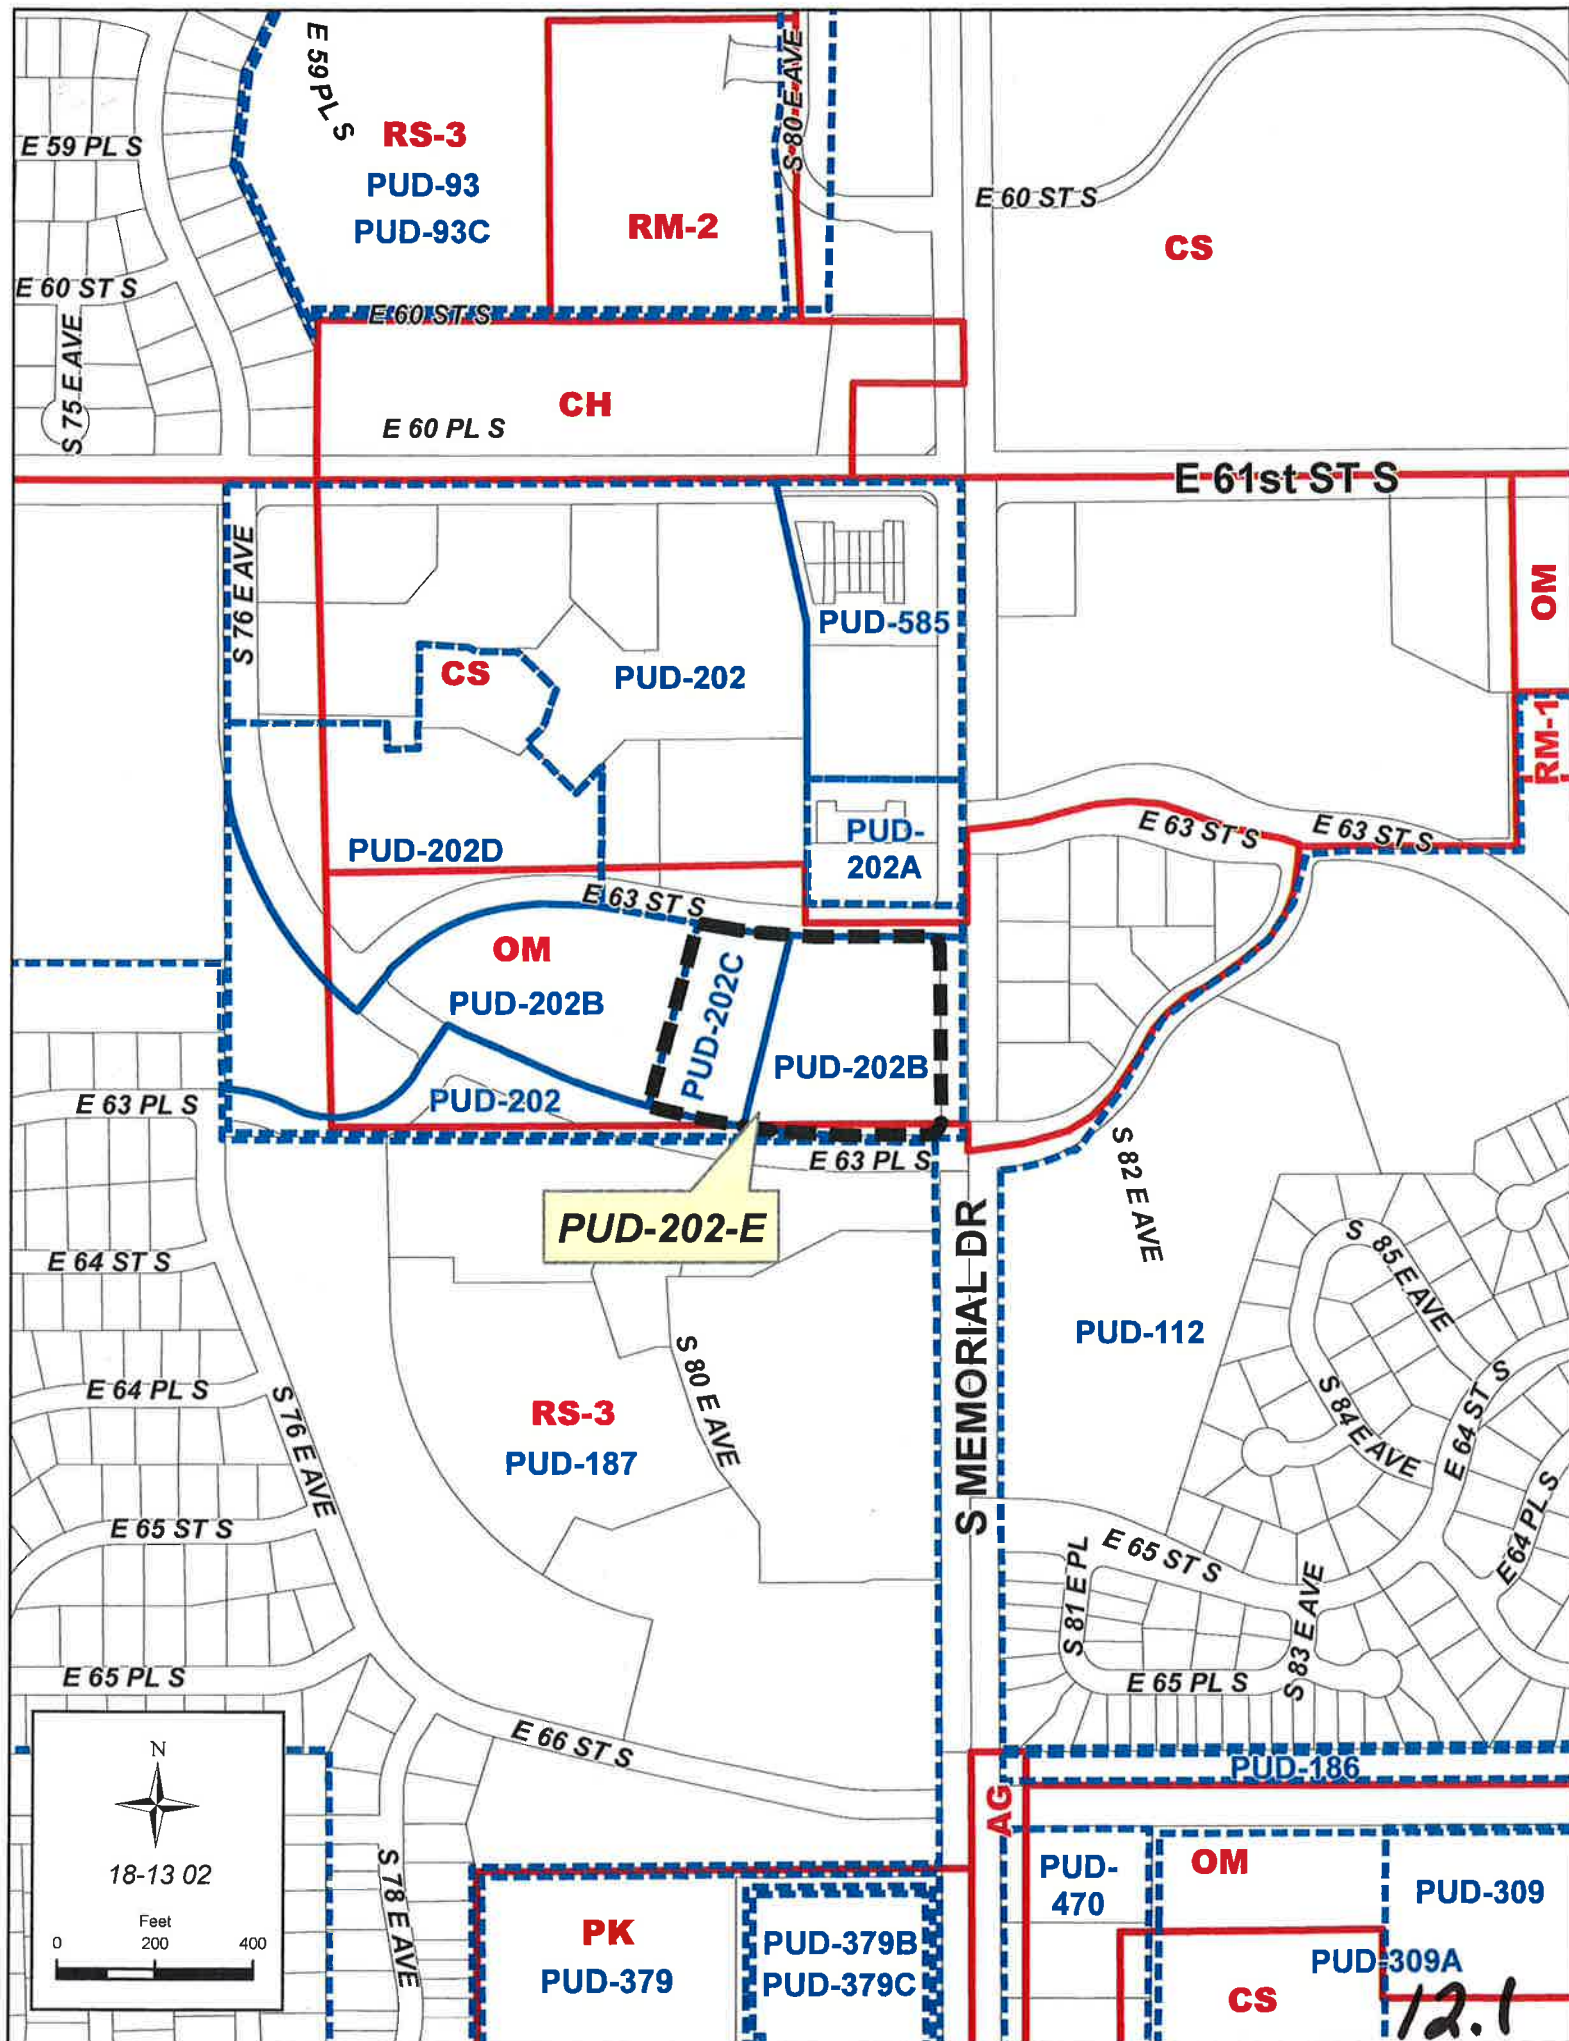 E 59 PL S
S 80 E AVE
RS-3
E 59 PL S
PUD-93
PUD-93C
RM-2
E 60 ST S
CS
E 60 ST S
E 60 ST S
S 75 E AVE
CH
E 60 PL S
E 61st ST S
S 76 E AVE
OM
PUD-585
CS
PUD-202
RM-1
PUD-202D
PUD-
202A
E 63 ST S
E 63 ST S
E 63 ST S
OM
PUD-202B
PUD-202C
PUD-202B
E 63 PL S
PUD-202
E 63 PL S
S 82 E AVE
PUD-202-E
E 64 ST S
S MEMORIAL DR
S 85 E AVE
PUD-112
E 64 PL S
S 76 E AVE
S 80 E AVE
RS-3
PUD-187
S 84 E AVE
E 64 ST S
E 64 PL S
E 65 ST S
E 65 ST S
S 81 E PL
S 83 E AVE
E 65 PL S
E 65 PL S
E 66 ST S
N
18-13 02
Feet
0 200 400
S 78 E AVE
PUD-186
AG
PUD-
470
OM
PUD-309
PK
PUD-379
PUD-379B
PUD-379C
PUD-309A
CS
12.1